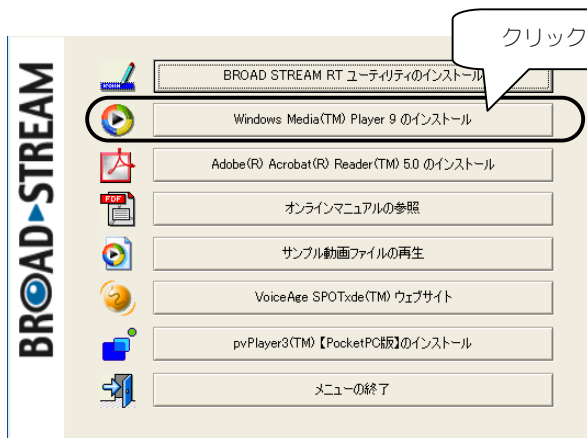 クリック
BROAD STREAM
BROAD STREAM RT ユーティリティのインストール
Windows Media(TM) Player 9 のインストール
Adobe(R) Acrobat(R) Reader(TM) 5.0 のインストール
PDF
オンラインマニュアルの参照
サンプル動画ファイルの再生
VoiceAge SPOTxde(TM) ウェブサイト
pvPlayer3(TM)【PocketPC版】のインストール
メニューの終了